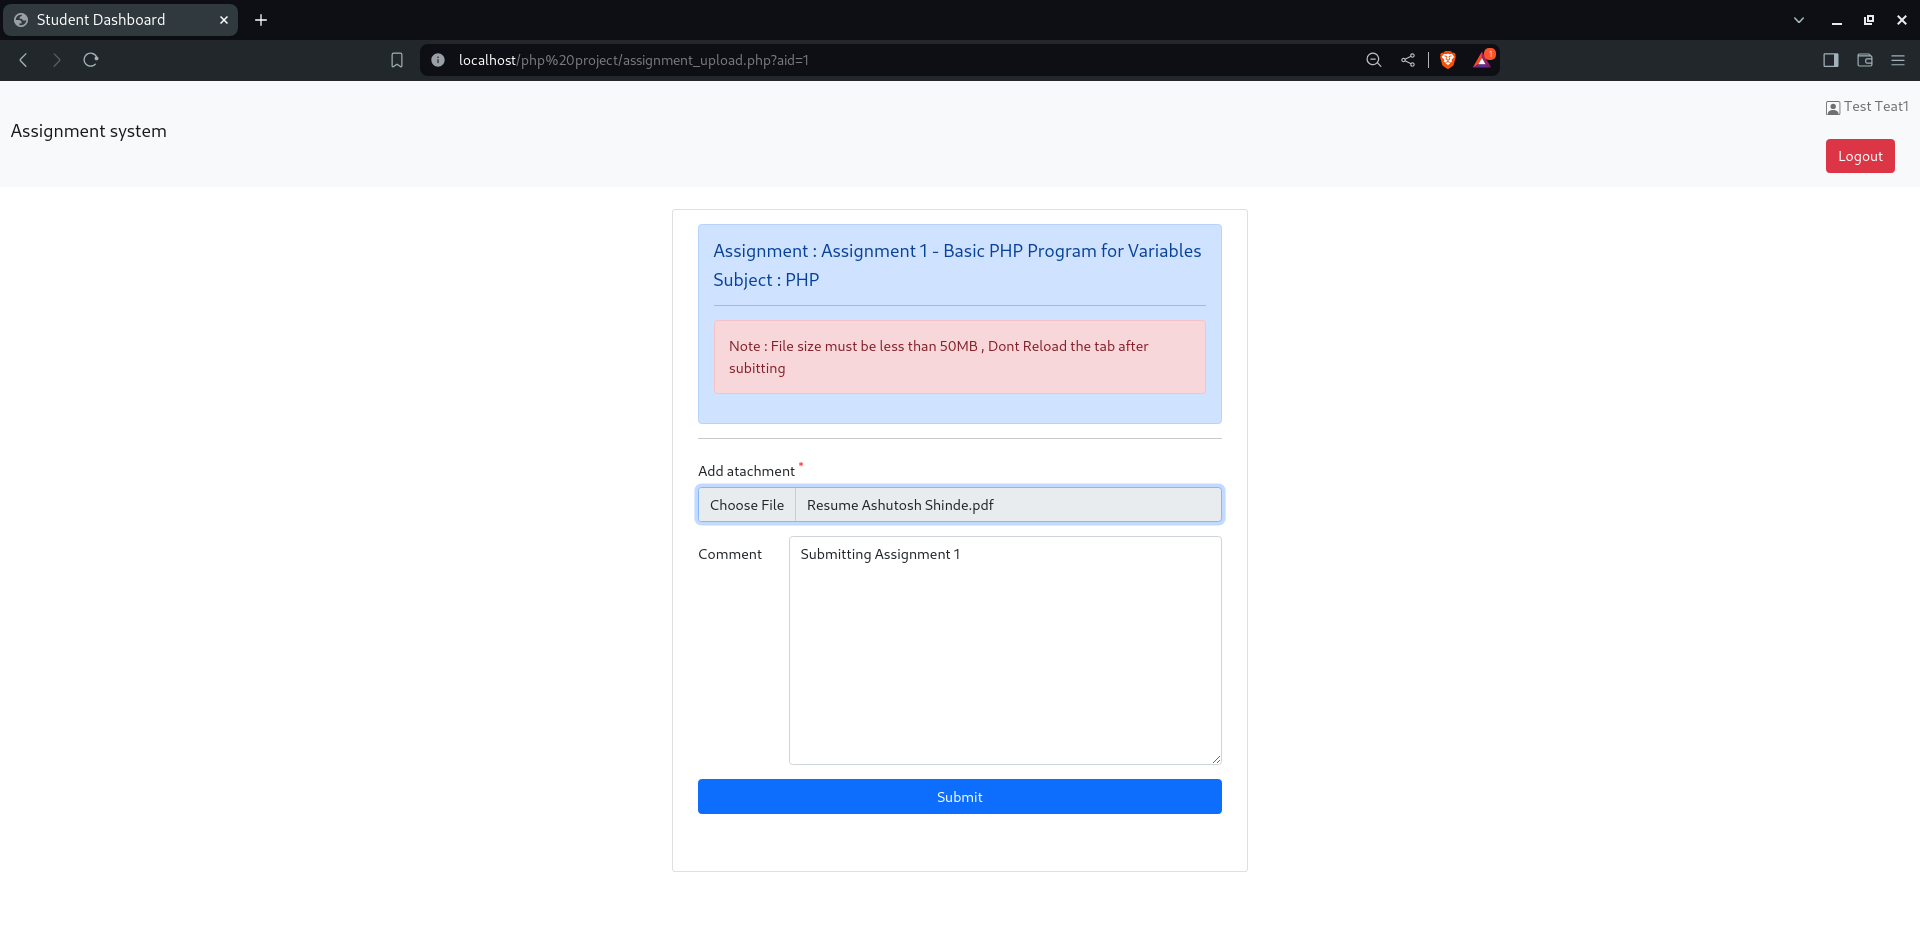 Student Dashboard
localhost/php%20project/assignment_upload.php?aid=1
1
Test Teat1
Assignment system
Logout
Assignment : Assignment 1 - Basic PHP Program for Variables
Subject : PHP
Note : File size must be less than 50MB , Dont Reload the tab after
subitting
Add atachment *
Choose File Resume Ashutosh Shinde.pdf
Comment Submitting Assignment 1
Submit